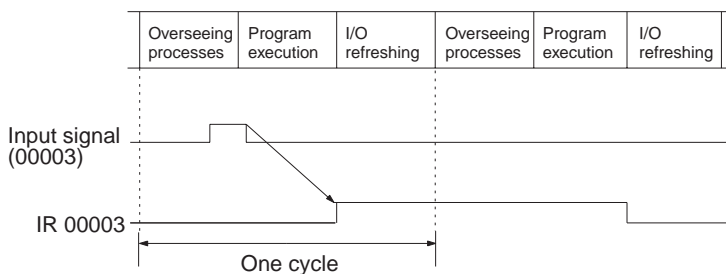 Overseeing processes
Program execution
I/O refreshing
Overseeing processes
Program execution
I/O refreshing
Input signal
(00003)
IR 00003
One cycle